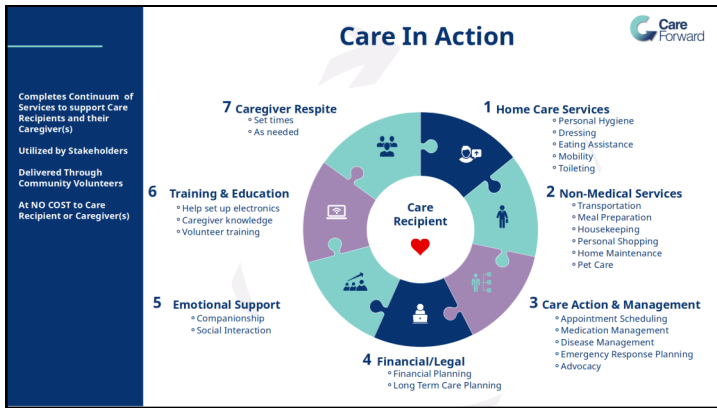 Care In Action
Care
Forward
Completes Continuum of
Services to support Care
Recipients and their
Caregiver(s)
Utilized by Stakeholders
Delivered Through
Community Volunteers
At NO COST to Care
Recipient or Caregiver(s)
1 Home Care Services
Personal Hygiene
Dressing
Eating Assistance
Mobility
Toileting
2 Non-Medical Services
Transportation
Meal Preparation
Housekeeping
Personal Shopping
Home Maintenance
Pet Care
3 Care Action & Management
Appointment Scheduling
Medication Management
Disease Management
Emergency Response Planning
Advocacy
4 Financial/Legal
Financial Planning
Long Term Care Planning
5 Emotional Support
Companionship
Social Interaction
6 Training & Education
Help set up electronics
Caregiver knowledge
Volunteer training
7 Caregiver Respite
Set times
As needed
Care
Recipient